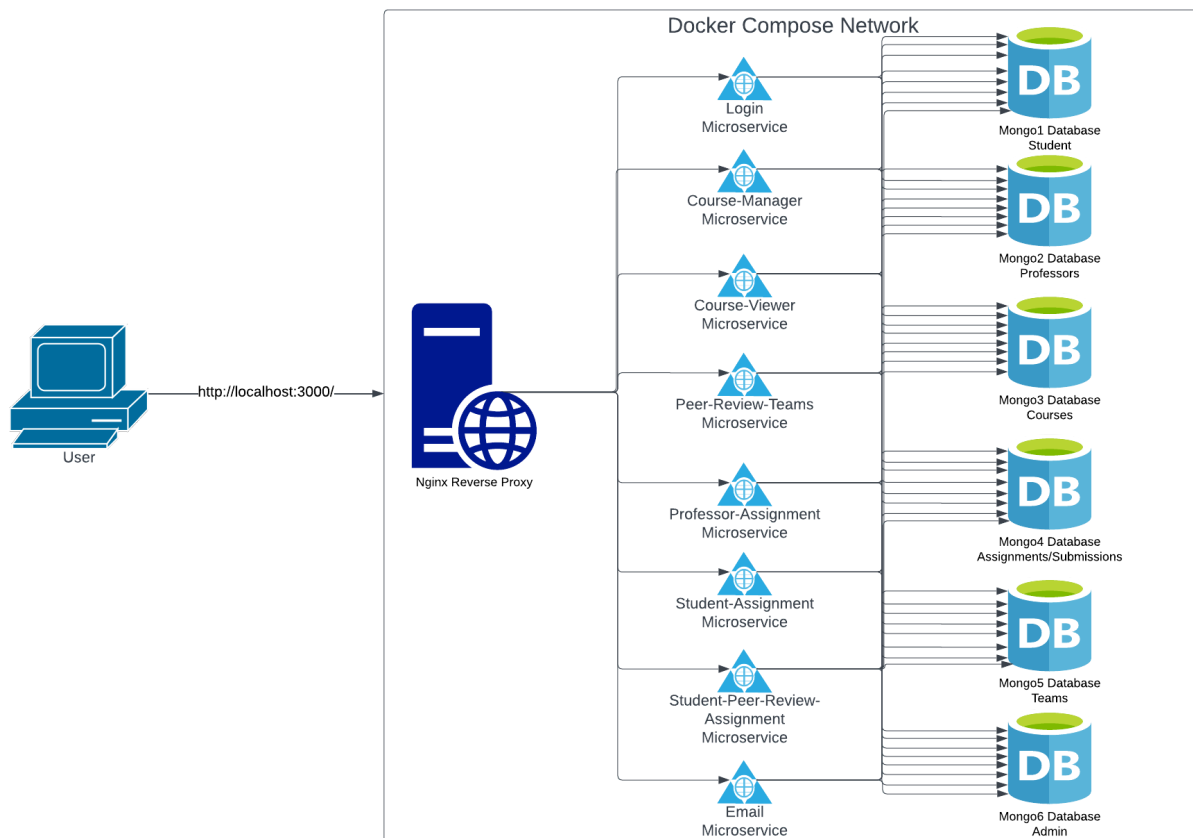 Docker Compose Network
DB
Mongo1 Database
Student
Login
Microservice
DB
Mongo2 Database
Professors
Course-Manager
Microservice
Course-Viewer
Microservice
DB
Mongo3 Database
Courses
http://localhost:3000/
User
Nginx Reverse Proxy
Peer-Review-Teams
Microservice
DB
Mongo4 Database
Assignments/Submissions
Professor-Assignment
Microservice
Student-Assignment
Microservice
DB
Mongo5 Database
Teams
Student-Peer-Review-
Assignment
Microservice
DB
Mongo6 Database
Admin
Email
Microservice